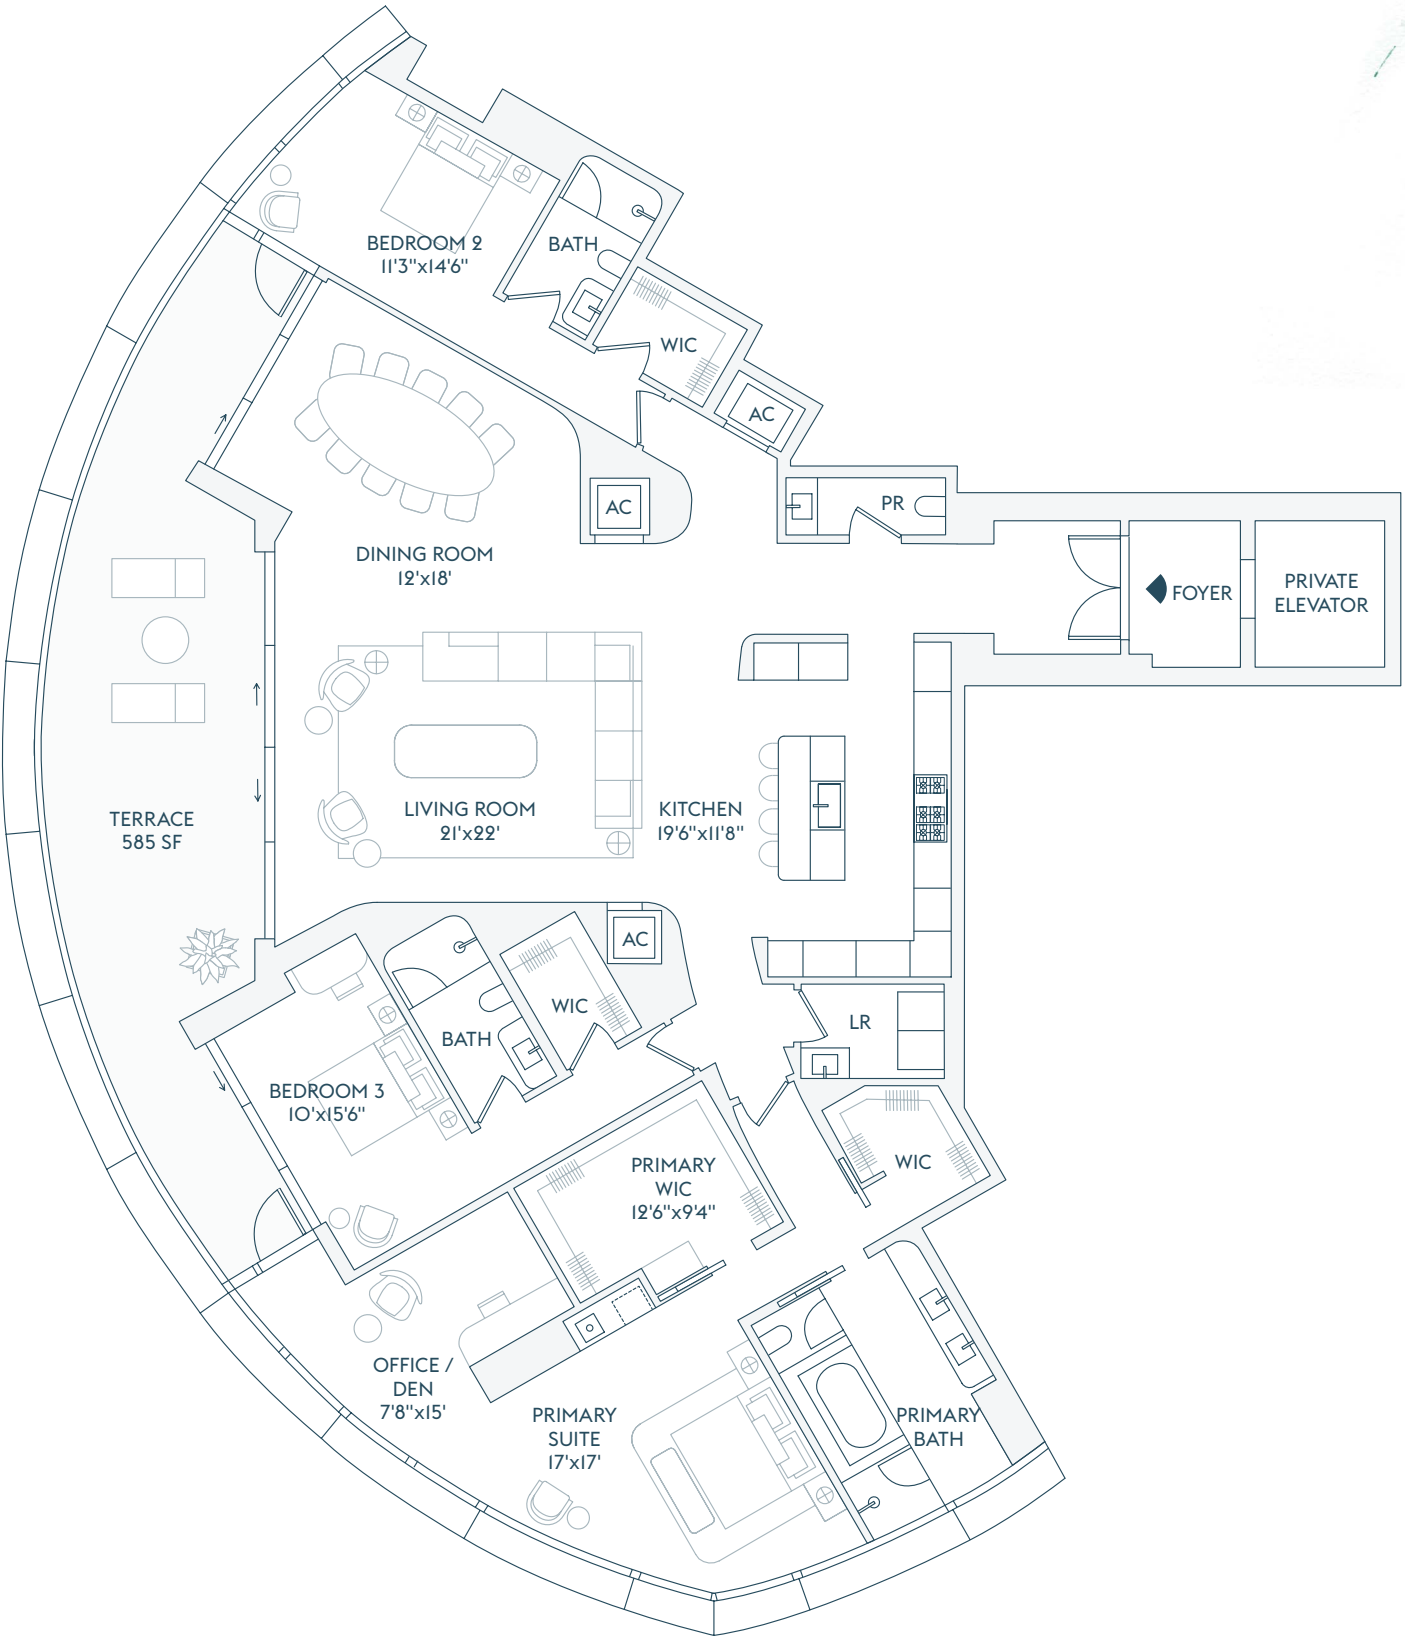 BEDROOM 2
11'3"x14'6"
BATH
WIC
AC
AC
PR
FOYER
PRIVATE
ELEVATOR
DINING ROOM
12'x18'
TERRACE
585 SF
LIVING ROOM
21'x22'
KITCHEN
19'6"x11'8"
AC
WIC
BATH
LR
BEDROOM 3
10'x15'6"
PRIMARY
WIC
12'6"x9'4"
WIC
OFFICE /
DEN
7'8"x15'
PRIMARY
SUITE
17'x17'
PRIMARY
BATH